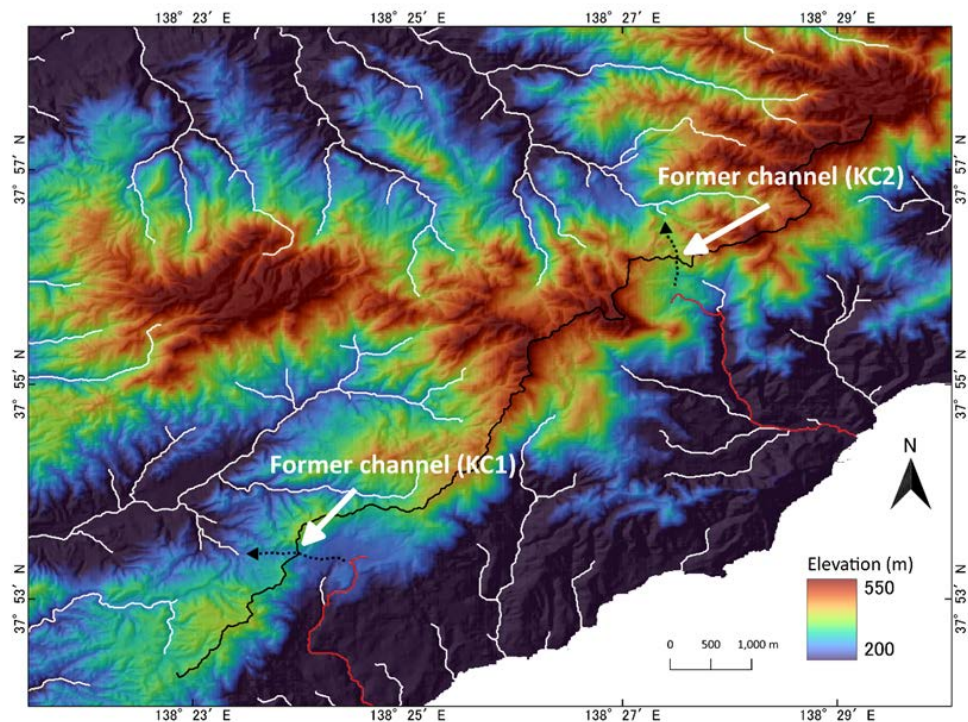 138° 23′ E 138° 25′ E 138° 27′ E 138° 29′ E
37° 57′ N
37° 57′ N
Former channel (KC2)
37° 55′ N
37° 55′ N
Former channel (KC1)
N
37° 53′ N
37° 53′ N
Elevation (m)
550
200
0 500 1,000 m
138° 23′ E 138° 25′ E 138° 27′ E 138° 29′ E